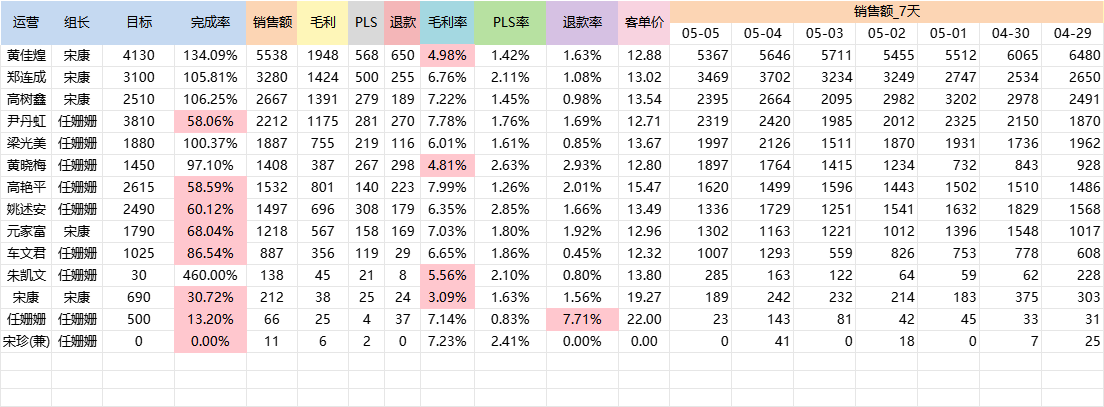 销售额_7天
运营 组长 目标 完成率 销售额 毛利 PLS 退款 毛利率 PLS率 退款率 客单价 05-05 05-04 05-03 05-02 05-01 04-30 04-29
黄佳煌 宋康 4130 134.09% 5538 1948 568 650 4.98% 1.42% 1.63% 12.88 5367 5646 5711 5455 5512 6065 6480
郑连成 宋康 3100 105.81% 3280 1424 500 255 6.76% 2.11% 1.08% 13.02 3469 3702 3234 3249 2747 2534 2650
高树鑫 宋康 2510 106.25% 2667 1391 279 189 7.22% 1.45% 0.98% 13.54 2395 2664 2095 2982 3202 2978 2491
尹丹虹 任姗姗 3810 58.06% 2212 1175 281 270 7.78% 1.76% 1.69% 12.71 2319 2420 1985 2012 2325 2150 1870
梁光美 任姗姗 1880 100.37% 1887 755 219 116 6.01% 1.61% 0.85% 13.67 1997 2126 1511 1870 1931 1736 1962
黄晓梅 任姗姗 1450 97.10% 1408 387 267 298 4.81% 2.63% 2.93% 12.80 1897 1764 1415 1234 732 843 928
高艳平 任姗姗 2615 58.59% 1532 801 140 223 7.99% 1.26% 2.01% 15.47 1620 1499 1596 1443 1502 1510 1486
姚述安 任姗姗 2490 60.12% 1497 696 308 179 6.35% 2.85% 1.66% 13.49 1336 1729 1251 1541 1632 1829 1568
元家富 宋康 1790 68.04% 1218 567 158 169 7.03% 1.80% 1.92% 12.96 1302 1163 1221 1012 1396 1548 1017
车文君 任姗姗 1025 86.54% 887 356 119 29 6.65% 1.86% 0.45% 12.32 1007 1293 559 826 753 778 608
朱凯文 任姗姗 30 460.00% 138 45 21 8 5.56% 2.10% 0.80% 13.80 285 163 122 64 59 62 228
宋康 宋康 690 30.72% 212 38 25 24 3.09% 1.63% 1.56% 19.27 189 242 232 214 183 375 303
任姗姗 任姗姗 500 13.20% 66 25 4 37 7.14% 0.83% 7.71% 22.00 23 143 81 42 45 33 31
宋珍(兼) 任姗姗 0 0.00% 11 6 2 0 7.23% 2.41% 0.00% 0.00 0 41 0 18 0 7 25